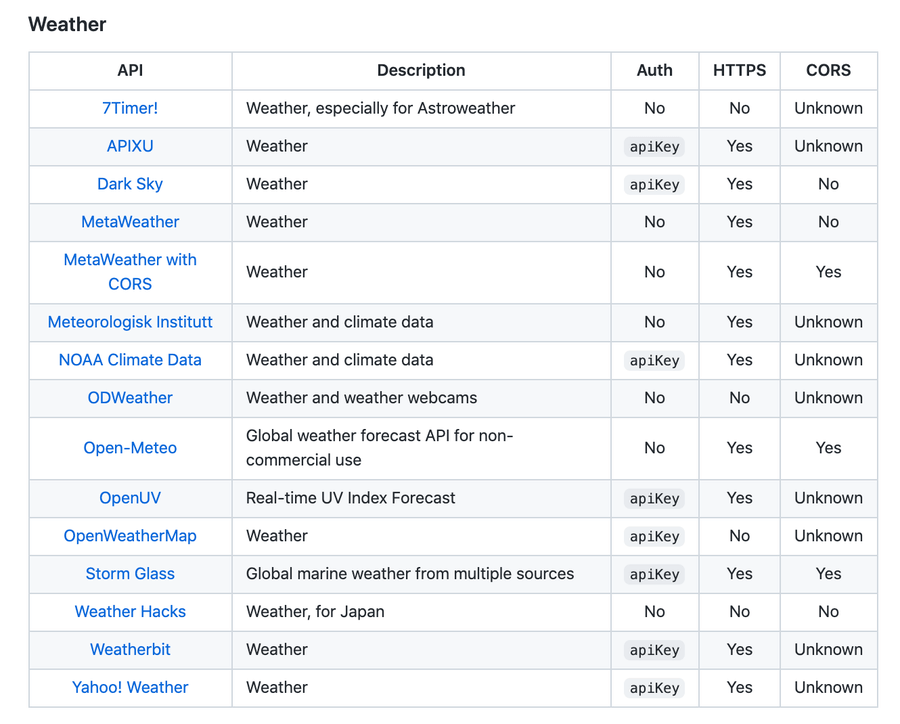 Weather
API Description Auth HTTPS CORS
7Timer! Weather, especially for Astroweather No No Unknown
APIXU Weather apiKey Yes Unknown
Dark Sky Weather apiKey Yes No
MetaWeather Weather No Yes No
MetaWeather with
CORS Weather No Yes Yes
Meteorologisk Institutt Weather and climate data No Yes Unknown
NOAA Climate Data Weather and climate data apiKey Yes Unknown
ODWeather Weather and weather webcams No No Unknown
Open-Meteo Global weather forecast API for non-
commercial use No Yes Yes
OpenUV Real-time UV Index Forecast apiKey Yes Unknown
OpenWeatherMap Weather apiKey No Unknown
Storm Glass Global marine weather from multiple sources apiKey Yes Yes
Weather Hacks Weather, for Japan No No No
Weatherbit Weather apiKey Yes Unknown
Yahoo! Weather Weather apiKey Yes Unknown